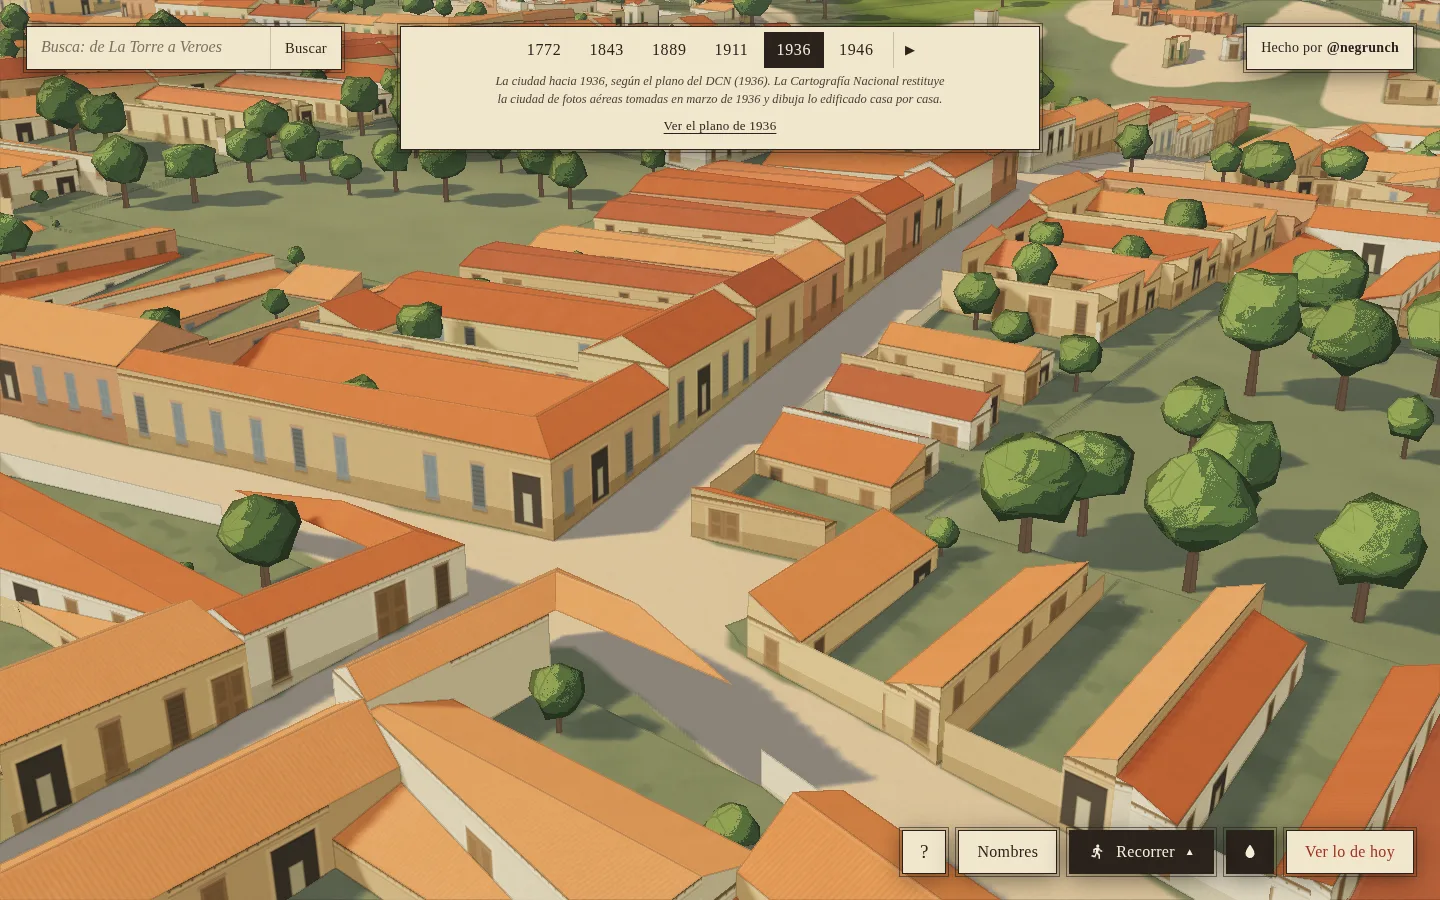 Busca: de La Torre a Veroes
Buscar
1772 1843 1889 1911 1936 1946 ▶
La ciudad hacia 1936, según el plano del DCN (1936). La Cartografía Nacional restituye
la ciudad de fotos aéreas tomadas en marzo de 1936 y dibuja lo edificado casa por casa.
Ver el plano de 1936
Hecho por @negrunch
?
Nombres
Recorrer ▲
Ver lo de hoy